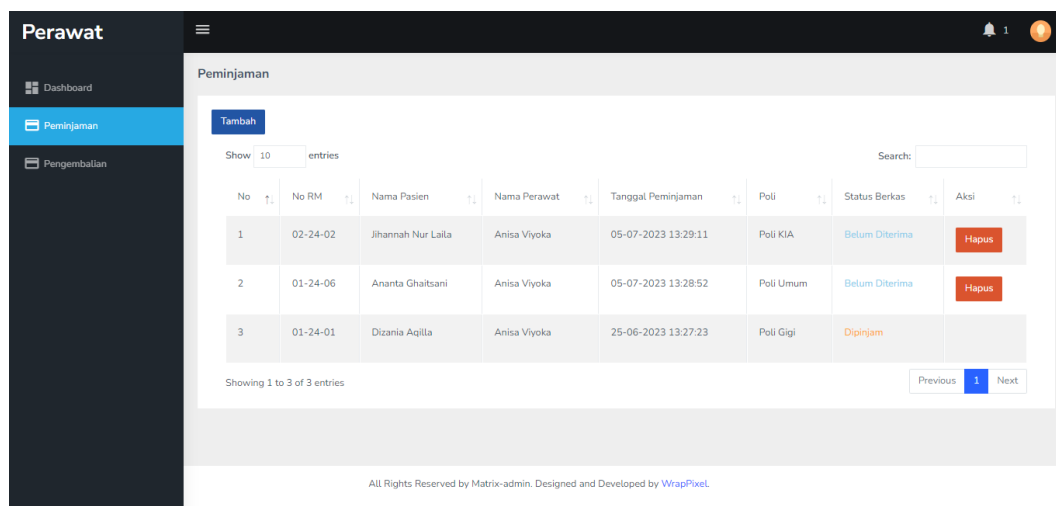 Perawat
1
Dashboard
Peminjaman
Pengembalian
Peminjaman
Tambah
Show 10 entries
Search:
No No RM Nama Pasien Nama Perawat Tanggal Peminjaman Poli Status Berkas Aksi
1 02-24-02 Jihannah Nur Laila Anisa Viyoka 05-07-2023 13:29:11 Poli KIA Belum Diterima Hapus
2 01-24-06 Ananta Ghaitsani Anisa Viyoka 05-07-2023 13:28:52 Poli Umum Belum Diterima Hapus
3 01-24-01 Dizania Aqilla Anisa Viyoka 25-06-2023 13:27:23 Poli Gigi Dipinjam
Showing 1 to 3 of 3 entries
Previous 1 Next
All Rights Reserved by Matrix-admin. Designed and Developed by WrapPixel.